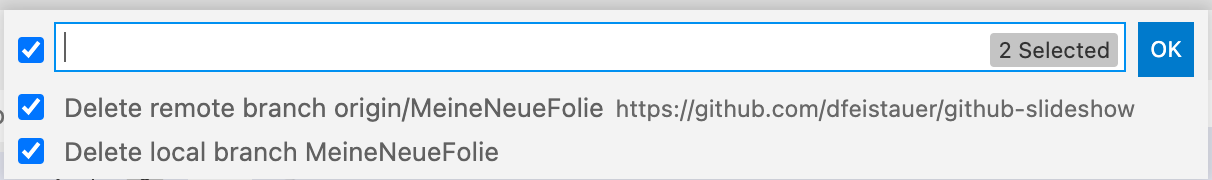 2 Selected OK
Delete remote branch origin/MeineNeueFolie https://github.com/dfeistauer/github-slideshow
Delete local branch MeineNeueFolie